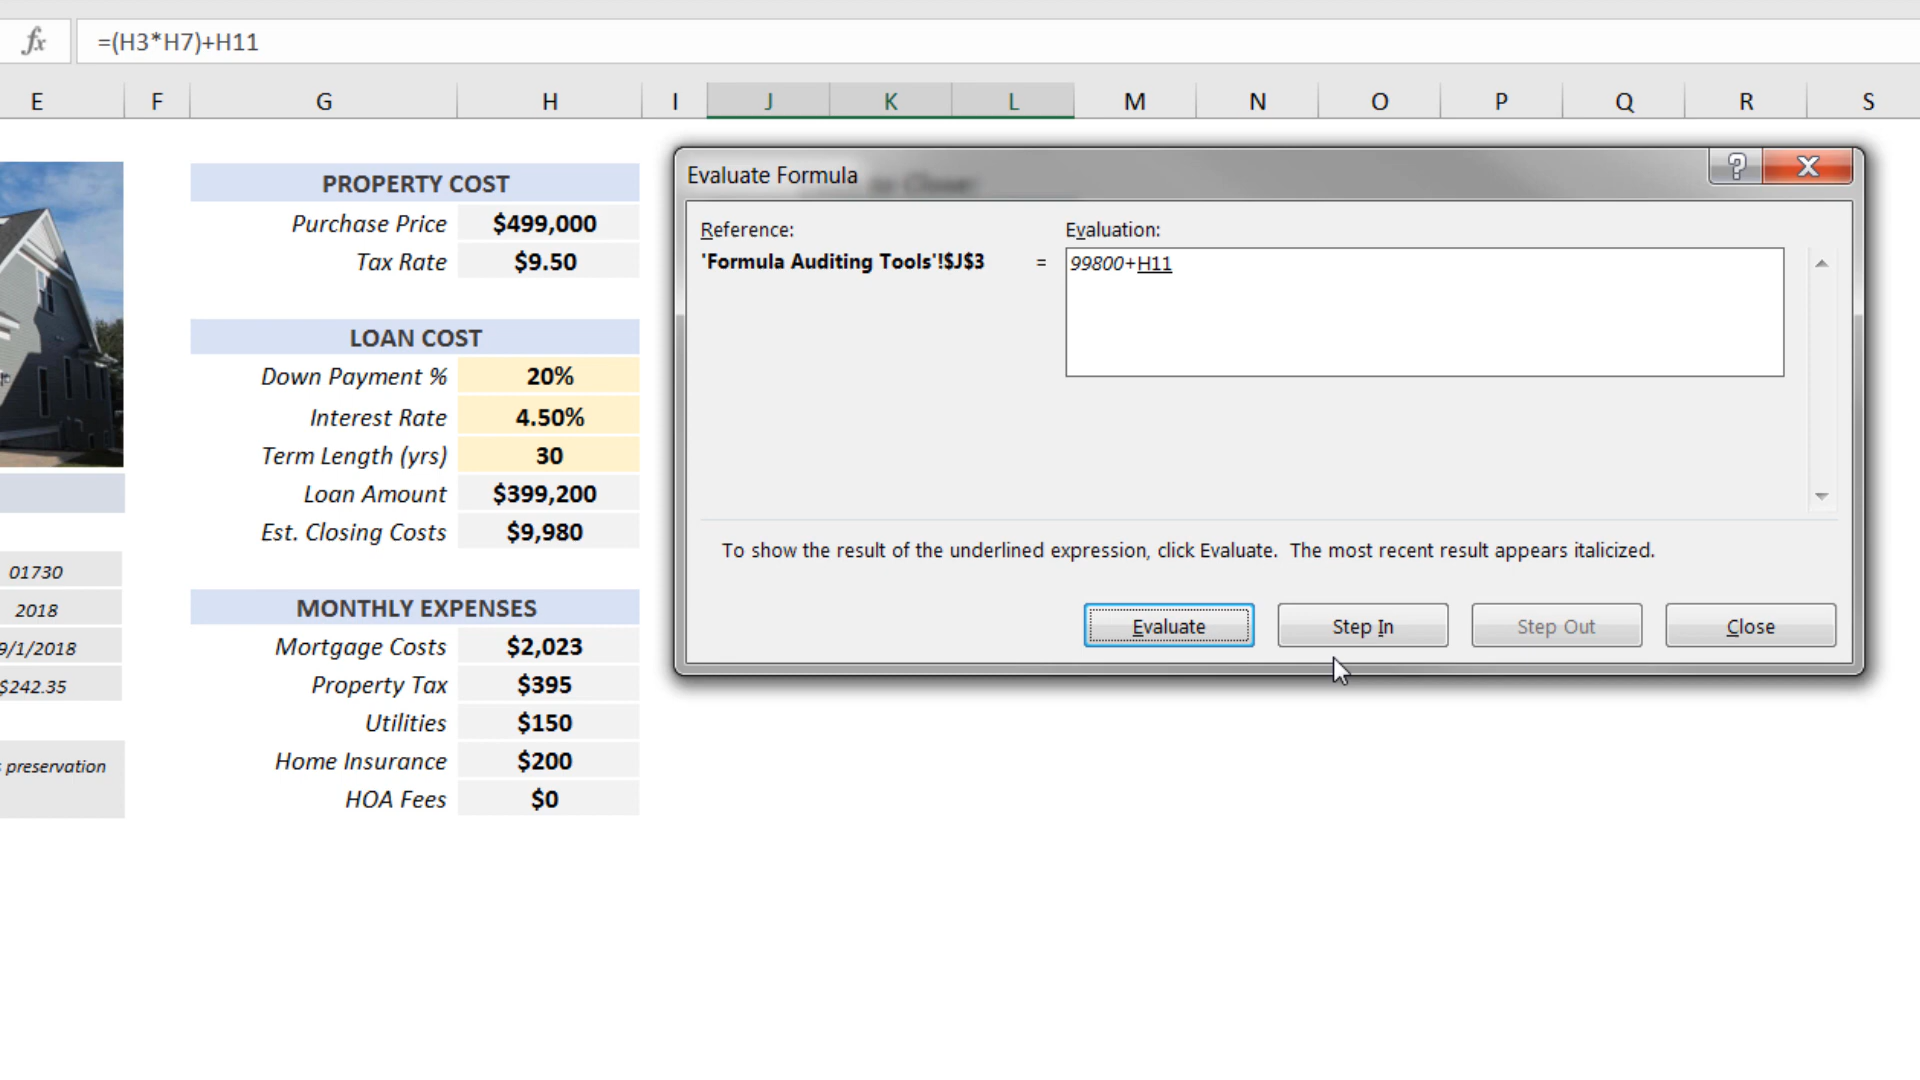 fx =(H3*H7)+H11
E F G H I J K L M N O P Q R S
PROPERTY COST
Purchase Price $499,000
Tax Rate $9.50
LOAN COST
Down Payment % 20%
Interest Rate 4.50%
Term Length (yrs) 30
Loan Amount $399,200
Est. Closing Costs $9,980
01730
2018
9/1/2018
$242.35
preservation
MONTHLY EXPENSES
Mortgage Costs $2,023
Property Tax $395
Utilities $150
Home Insurance $200
HOA Fees $0
Evaluate Formula
Reference: Evaluation:
'Formula Auditing Tools'!$J$3 = 99800+H11
To show the result of the underlined expression, click Evaluate. The most recent result appears italicized.
Evaluate Step In Step Out Close